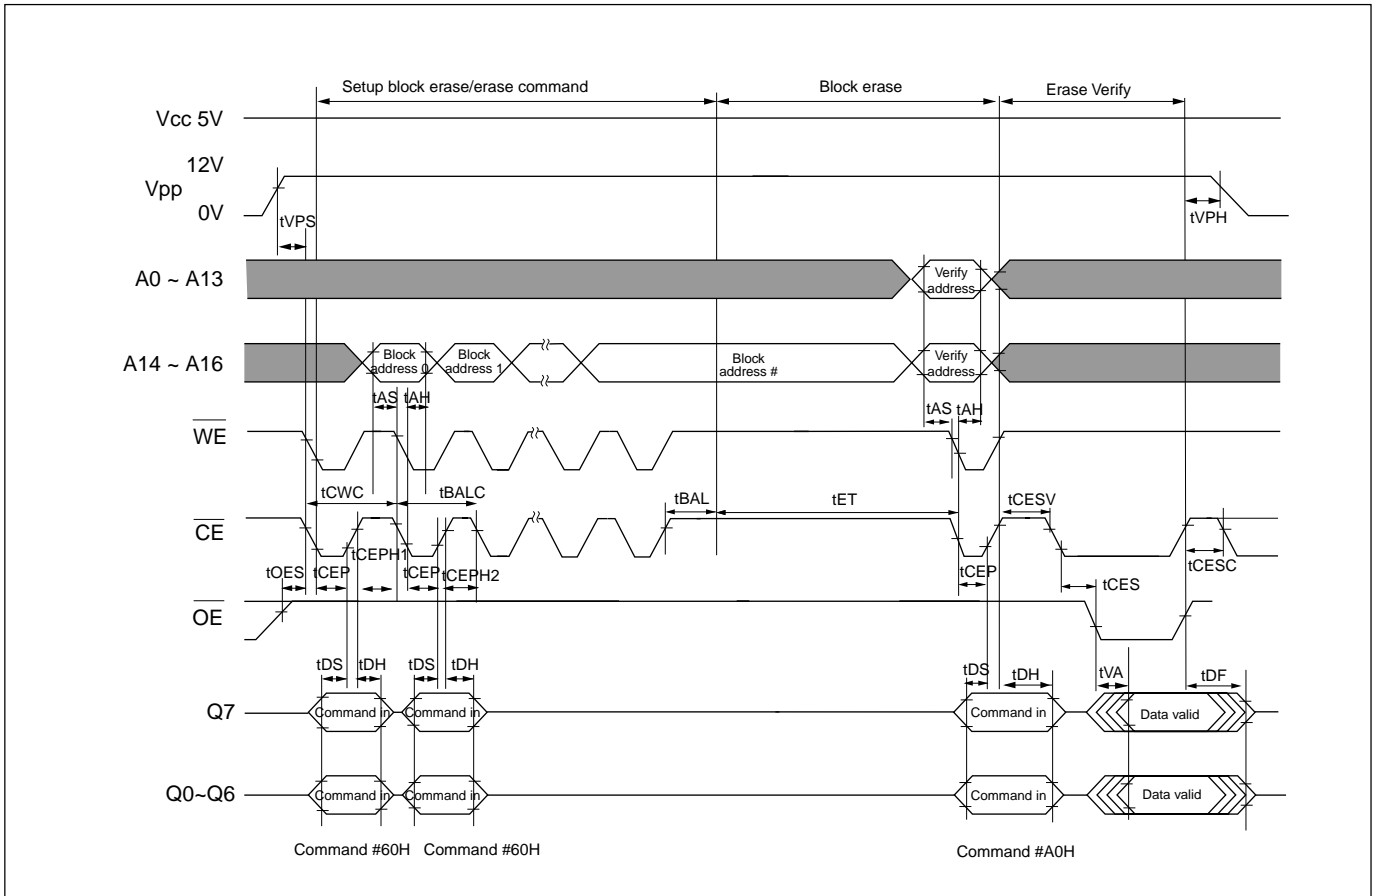 Setup block erase/erase command
Block erase
Erase Verify
Vcc 5V
12V
Vpp
0V
tVPS
tVPH
A0 ~ A13
Verify
address
A14 ~ A16
Block
address 0
Block
address 1
Block
address #
Verify
address
tAS
tAH
tAS
tAH
WE
tCWC
tBALC
tBAL
tET
tCESV
CE
tCEPH1
tOES
tCEP
tCEP
tCEPH2
tCEP
tCES
tCESC
OE
tDS
tDH
tDS
tDH
tDS
tDH
tVA
tDF
Q7
Command in
Command in
Command in
Data valid
Q0~Q6
Command in
Command in
Command in
Data valid
Command #60H
Command #60H
Command #A0H